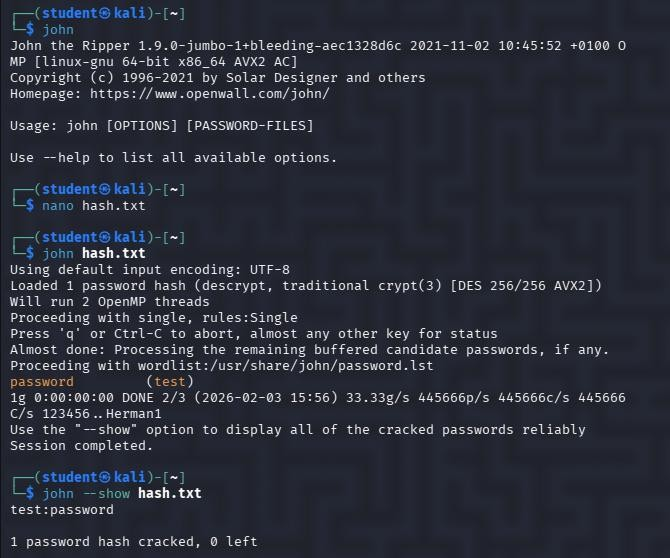 ┌──(student㉿kali)-[~]
└─$ john
John the Ripper 1.9.0-jumbo-1+bleeding-aec1328d6c 2021-11-02 10:45:52 +0100 O
MP [linux-gnu 64-bit x86_64 AVX2 AC]
Copyright (c) 1996-2021 by Solar Designer and others
Homepage: https://www.openwall.com/john/
Usage: john [OPTIONS] [PASSWORD-FILES]
Use --help to list all available options.
┌──(student㉿kali)-[~]
└─$ nano hash.txt
┌──(student㉿kali)-[~]
└─$ john hash.txt
Using default input encoding: UTF-8
Loaded 1 password hash (descrypt, traditional crypt(3) [DES 256/256 AVX2])
Will run 2 OpenMP threads
Proceeding with single, rules:Single
Press 'q' or Ctrl-C to abort, almost any other key for status
Almost done: Processing the remaining buffered candidate passwords, if any.
Proceeding with wordlist:/usr/share/john/password.lst
password         (test)
1g 0:00:00:00 DONE 2/3 (2026-02-03 15:56) 33.33g/s 445666p/s 445666c/s 445666
C/s 123456..Herman1
Use the "--show" option to display all of the cracked passwords reliably
Session completed.
┌──(student㉿kali)-[~]
└─$ john --show hash.txt
test:password
1 password hash cracked, 0 left